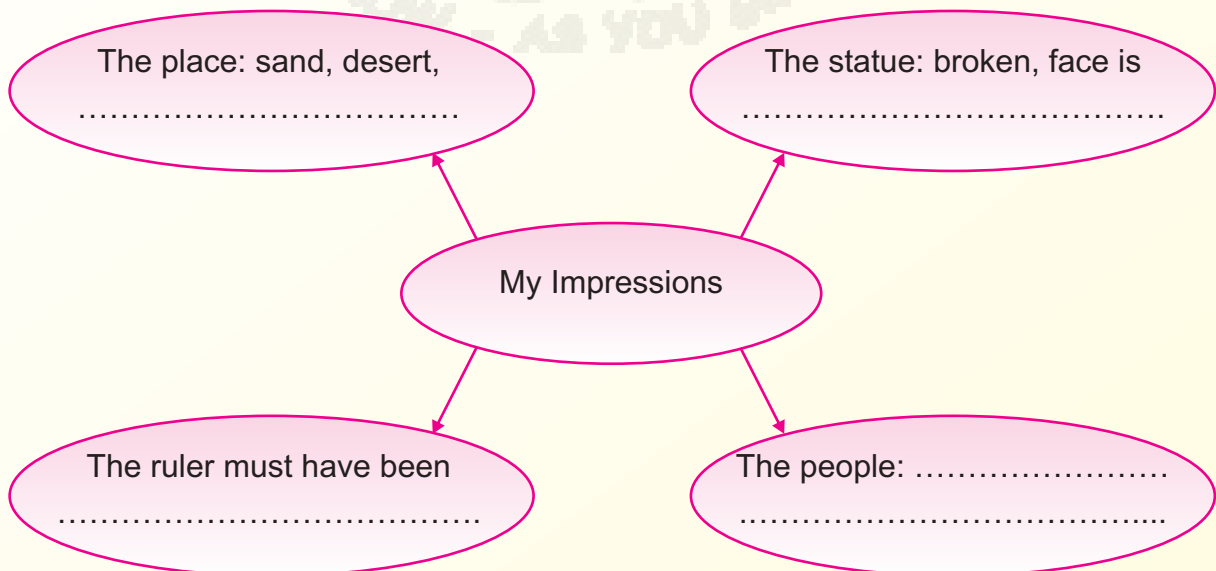 The place: sand, desert,
…………………………………
The statue: broken, face is
…………………………………….
My Impressions
The ruler must have been
…………………………………….
The people: ……………………
…………………………………...